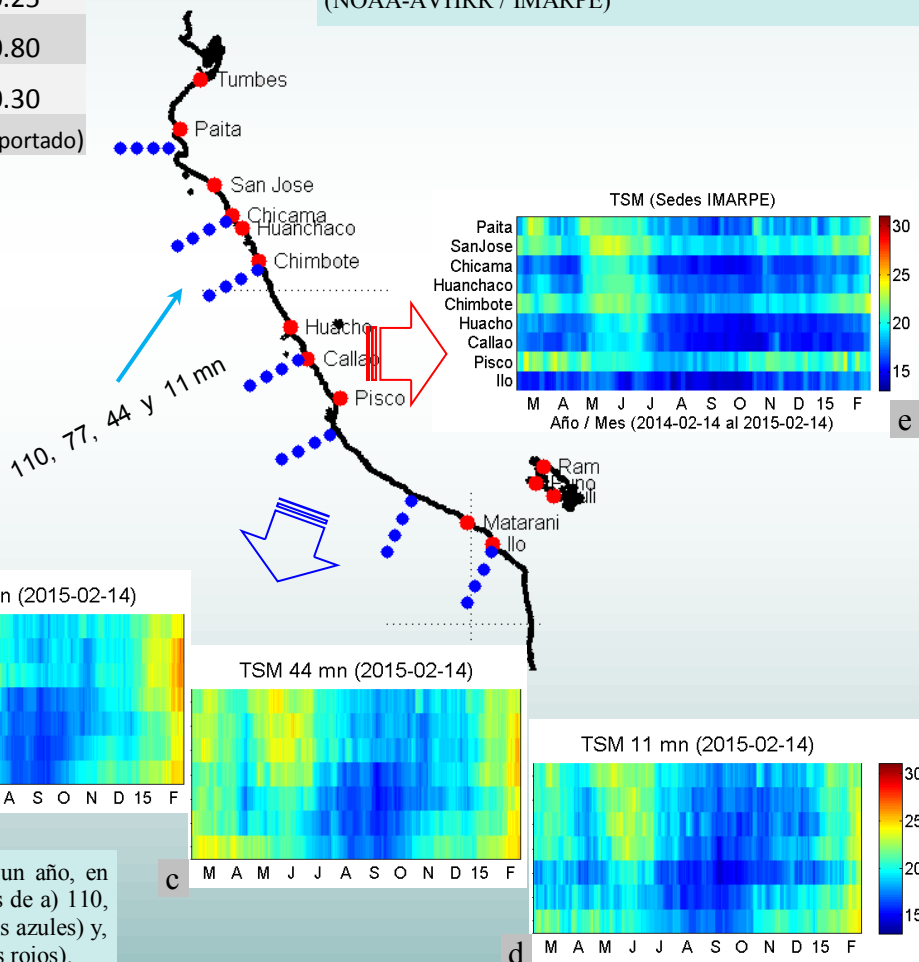 (NOAA-AVHRR / IMARPE)
0.80
0.30
portado)
Tumbes
Paita
San Jose
Chicama
Huanchaco
Chimbote
Huacho
Callao
Pisco
Matarani
Ilo
Ram
110, 77, 44 y 11 mn
TSM (Sedes IMARPE)
Paita
SanJose
Chicama
Huanchaco
Chimbote
Huacho
Callao
Pisco
Ilo
30
25
20
15
M A M J J A S O N D 15 F
Año / Mes (2014-02-14 al 2015-02-14)
e
n (2015-02-14)
A S O N D 15 F
TSM 44 mn (2015-02-14)
M A M J J A S O N D 15 F
c
TSM 11 mn (2015-02-14)
30
25
20
15
M A M J J A S O N D 15 F
d
un año, en
s de a) 110,
s azules) y,
s rojos).